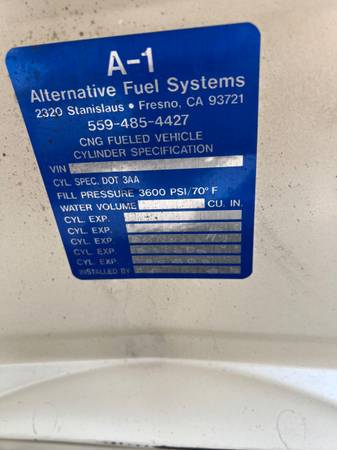 A-1
Alternative Fuel Systems
2320 Stanislaus • Fresno, CA 93721
559-485-4427
CNG FUELED VEHICLE
CYLINDER SPECIFICATION
VIN
CYL. SPEC. DOT 3AA
FILL PRESSURE 3600 PSI/70° F
WATER VOLUME CU. IN.
CYL. EXP.
CYL. EXP.
CYL. EXP.
CYL. EXP.
CYL. EXP.
INSTALLED BY